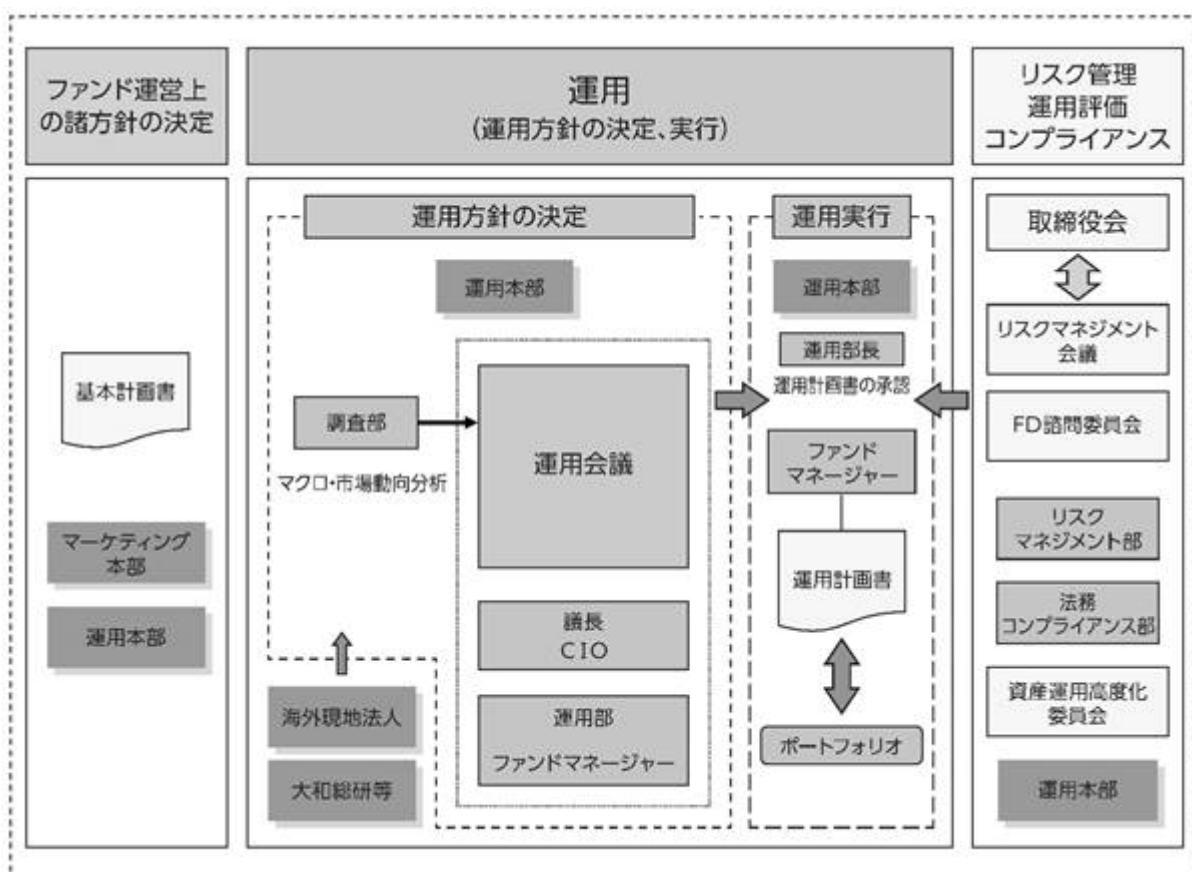 ファンド運営上
の諸方針の決定
基本計画書
マーケティング
本部
運用本部
運用
(運用方針の決定、実行)
運用方針の決定
運用本部
調査部
マクロ・市場動向分析
運用会議
議長
CIO
運用部
ファンドマネージャー
海外現地法人
大和総研等
運用実行
運用本部
運用部長
運用計画書の承認
ファンド
マネージャー
運用計画書
ポートフォリオ
リスク管理
運用評価
コンプライアンス
取締役会
リスクマネジメント
会議
FD諮問委員会
リスク
マネジメント部
法務
コンプライアンス部
資産運用高度化
委員会
運用本部